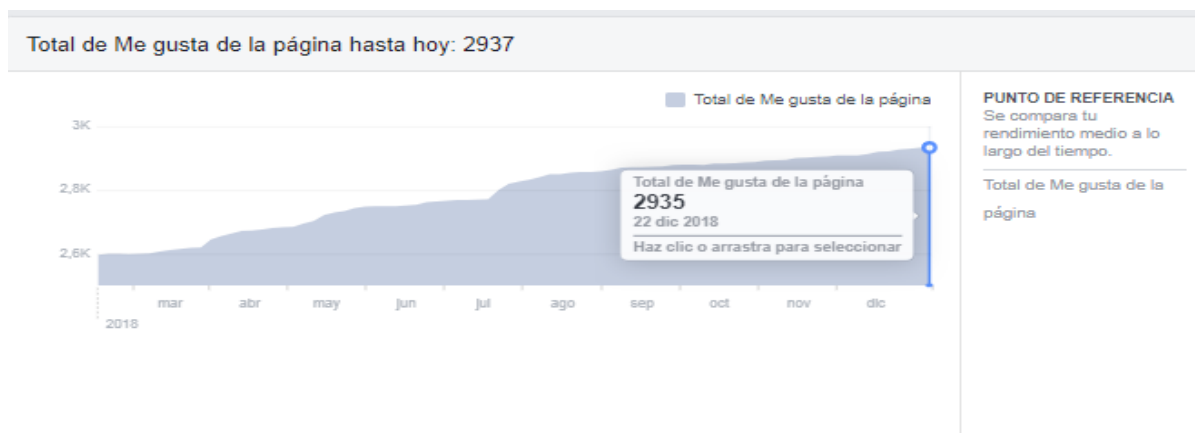 Total de Me gusta de la página hasta hoy: 2937
Total de Me gusta de la página
3K
2,8K
2,6K
Total de Me gusta de la página
2935
22 dic 2018
Haz clic o arrastra para seleccionar
mar abr may jun jul ago sep oct nov dic
2018
PUNTO DE REFERENCIA
Se compara tu
rendimiento medio a lo
largo del tiempo.
Total de Me gusta de la
página